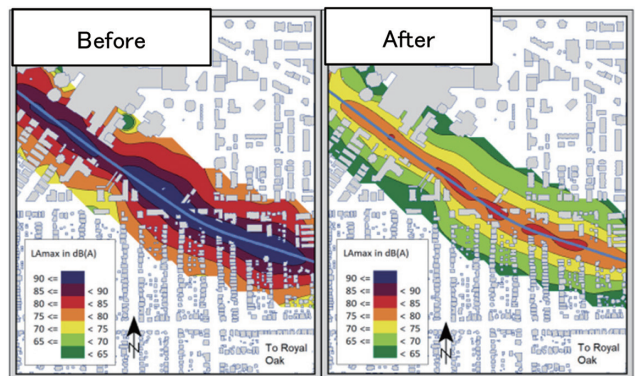 Before
LAmax in dB(A)
90 <=
85 <= < 90
80 <= < 85
75 <= < 80
70 <= < 75
65 <= < 70
< 65
N
To Royal
Oak
After
LAmax in dB(A)
90 <=
85 <= < 90
80 <= < 85
75 <= < 80
70 <= < 75
65 <= < 70
< 65
N
To Royal
Oak